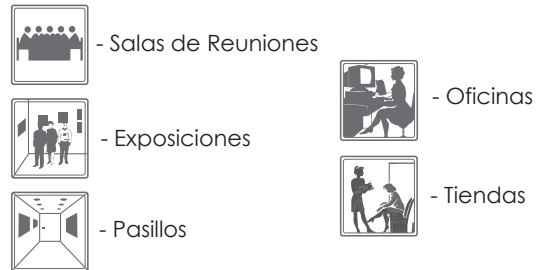 - Salas de Reuniones
- Exposiciones
- Pasillos
- Oficinas
- Tiendas